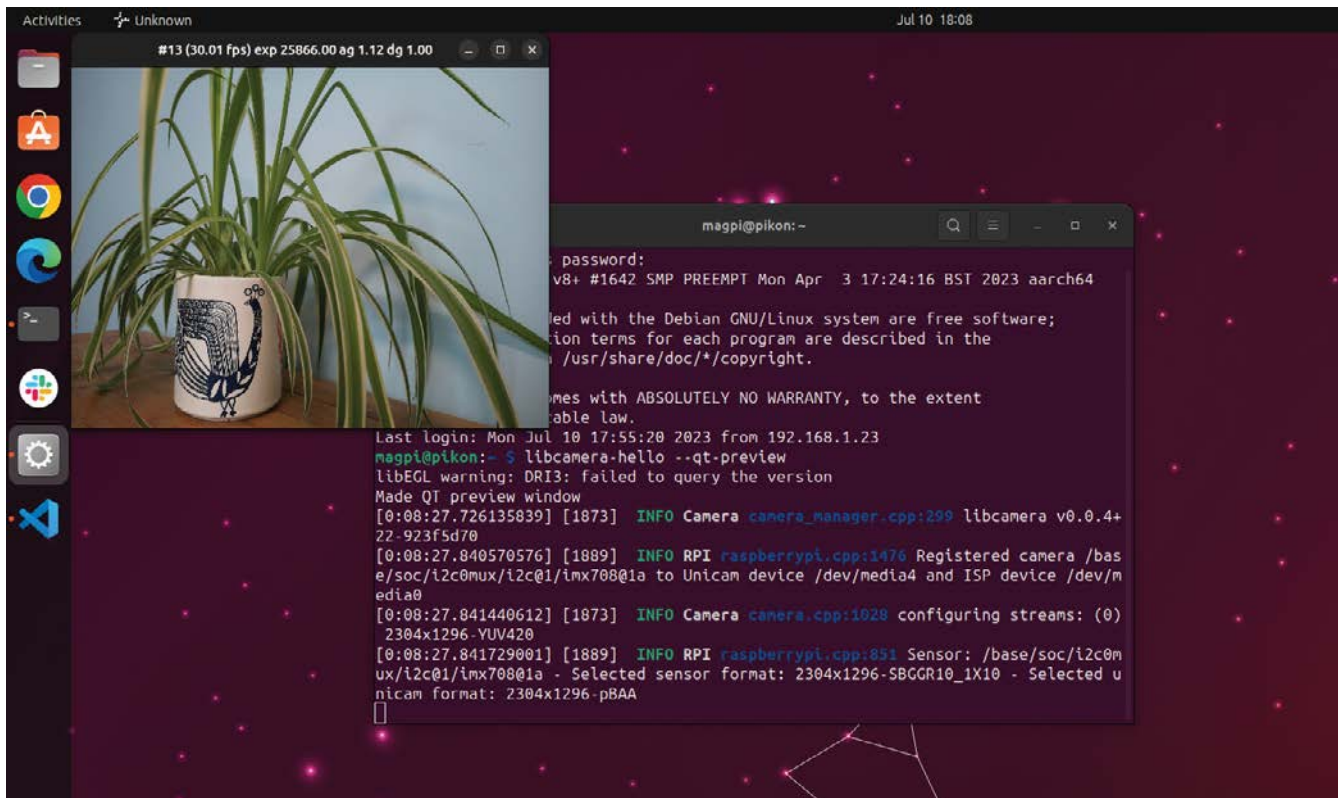 Activities
Unknown
Jul 10 18:08
#13 (30.01 fps) exp 25866.00 ag 1.12 dg 1.00
magpi@pikon: ~
password:
v8+ #1642 SMP PREEMPT Mon Apr 3 17:24:16 BST 2023 aarch64
with the Debian GNU/Linux system are free software;
terms for each program are described in the
/usr/share/doc/*/copyright.
with ABSOLUTELY NO WARRANTY, to the extent
law.
Last login: Mon Jul 10 17:55:20 2023 from 192.168.1.23
magpi@pikon:~ $ libcamera-hello --qt-preview
libEGL warning: DRI3: failed to query the version
Made QT preview window
[0:08:27.726135839] [1873] INFO Camera camera_manager.cpp:299 libcamera v0.0.4+
22-923f5d70
[0:08:27.840570576] [1889] INFO RPI raspberrypi.cpp:1476 Registered camera /bas
e/soc/i2c0mux/i2c@1/imx708@1a to Unicam device /dev/media4 and ISP device /dev/m
edia0
[0:08:27.841440612] [1873] INFO Camera camera.cpp:1028 configuring streams: (0)
2304x1296-YUV420
[0:08:27.841729001] [1889] INFO RPI raspberrypi.cpp:851 Sensor: /base/soc/i2c0m
ux/i2c@1/imx708@1a - Selected sensor format: 2304x1296-SBGGR10_1X10 - Selected u
nicam format: 2304x1296-pBAA